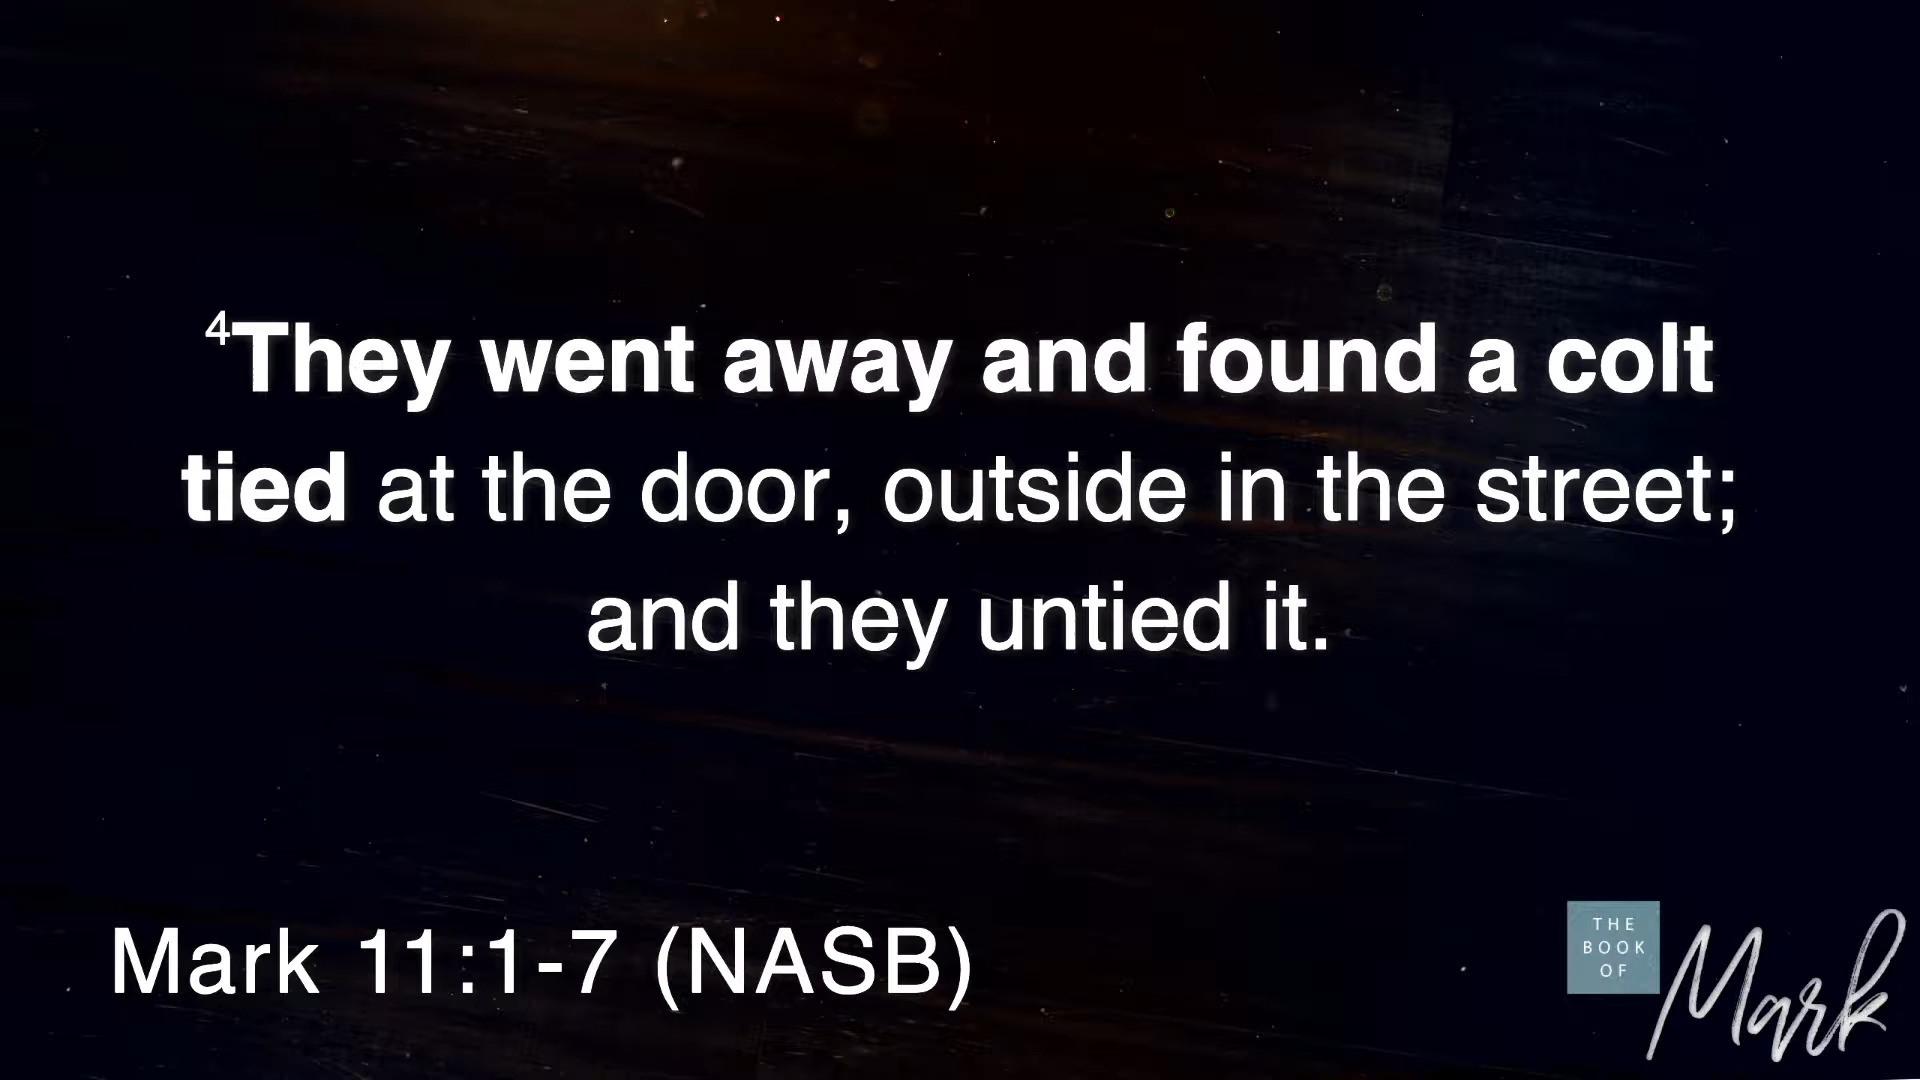 4They went away and found a colt
tied at the door, outside in the street;
and they untied it.
Mark 11:1-7 (NASB)
THE
BOOK
OF
Mark